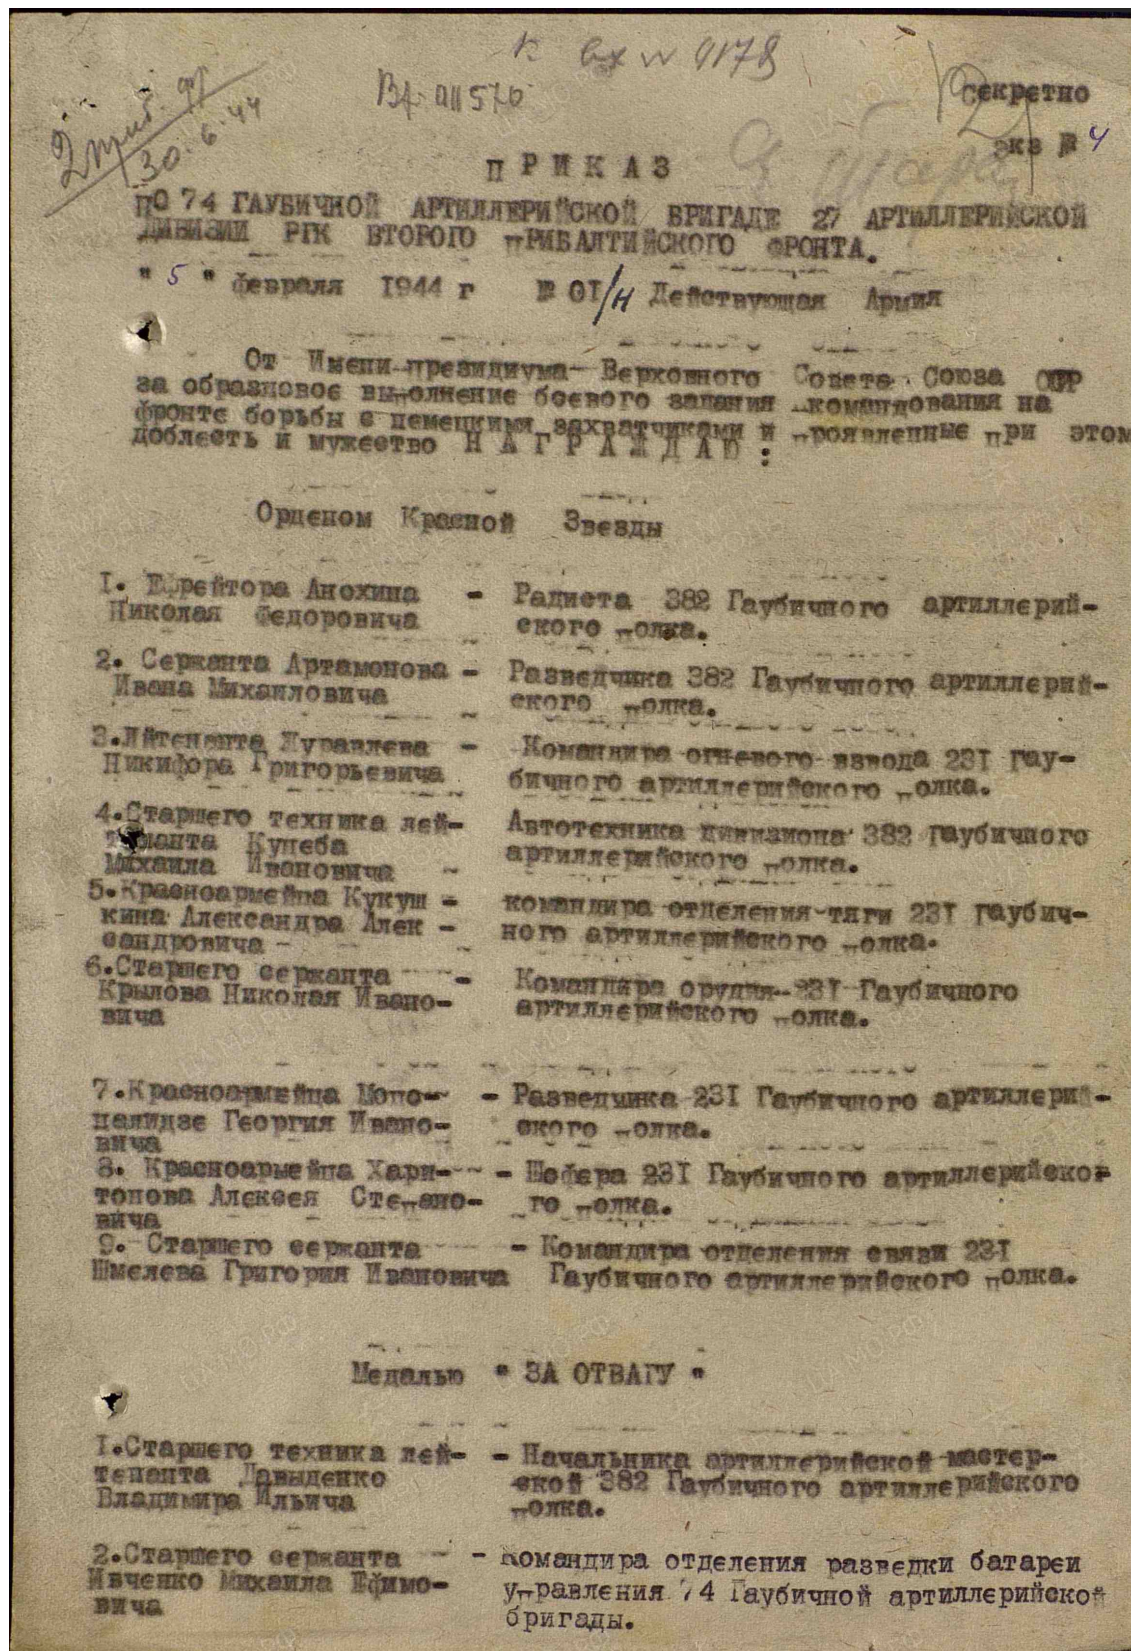 к вх № 4178
Секретно
экз № 4
30.6.44
ПРИКАЗ
ПО 74 ГАУБИЧНОЙ АРТИЛЛЕРИЙСКОЙ БРИГАДЕ 27 АРТИЛЛЕРИЙСКОЙ
ДИВИЗИИ РГК ВТОРОГО ПРИБАЛТИЙСКОГО ФРОНТА.
" 5 " февраля 1944 г № 01/н Действующая Армия
От Имени президиума Верховного Совета Союза ССР
за образцовое выполнение боевого задания командования на
фронте борьбы с немецкими захватчиками и проявленные при этом
доблесть и мужество НАГРАЖДАЮ:
Орденом Красной Звезды
1. Ефрейтора Анохина - Радиста 382 Гаубичного артиллерий-
Николая Федоровича ского полка.
2. Сержанта Артамонова - Разведчика 382 Гаубичного артиллерий-
Ивана Михаиловича ского полка.
3.Лйтенанта Журавлева - Командира огневого взвода 231 гау-
Никифора Григорьевича бичного артиллерийского полка.
4.Старшего техника лей- Автотехника дивизиона 382 гаубичного
тенанта Кулеба артиллерийского полка.
Михаила Ивановича
5.Красноармейца Кукуш - командира отделения тяги 231 гаубич-
кина Александра Алек - ного артиллерийского полка.
сандровича -
6.Старшего сержанта - Командира орудия 231 Гаубичного
Крылова Николая Ивано- артиллерийского полка.
вича
7.Красноармейца Мопо- - Разведчика 231 Гаубичного артиллерий-
далидзе Георгия Ивано- ского полка.
вича
8. Красноармейца Хари- - Шофера 231 Гаубичного артиллерийско-
тонова Алексея Степано- го полка.
вича
9. Старшего сержанта - Командира отделения связи 231
Шмелева Григория Ивановича Гаубичного артиллерийского полка.
Медалью " ЗА ОТВАГУ "
1.Старшего техника лей- - Начальника артиллерийской мастер-
тенанта Давыденко ской 382 Гаубичного артиллерийского
Владимира Ильича полка.
2.Старшего сержанта - Командира отделения разведки батареи
Ивченко Михаила Ефимо- управления 74 Гаубичной артиллерийской
вича бригады.